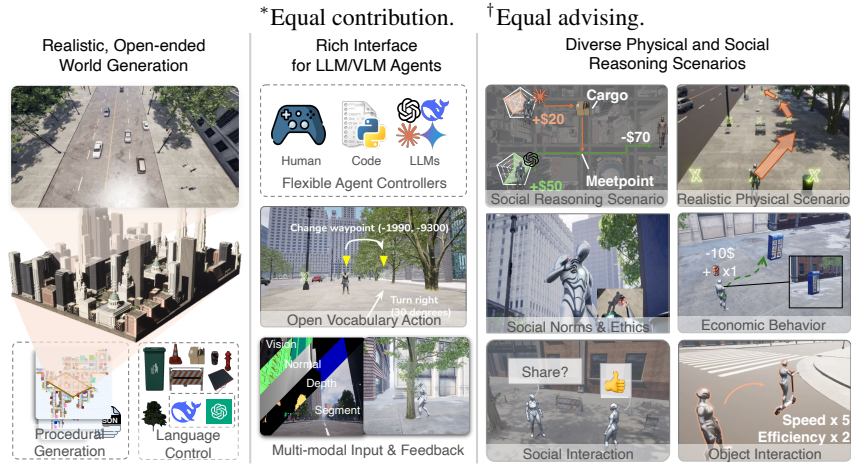 *Equal contribution. †Equal advising.
Realistic, Open-ended
World Generation
Procedural
Generation
JSON
Language
Control
Rich Interface
for LLM/VLM Agents
Human
Code
LLMs
Flexible Agent Controllers
Change waypoint (-1990, -9300)
Turn right
(30 degrees)
Open Vocabulary Action
Vision
Normal
Depth
Segment
Multi-modal Input & Feedback
Diverse Physical and Social
Reasoning Scenarios
Cargo
+$20
-$70
+$50
Meetpoint
Social Reasoning Scenario
Realistic Physical Scenario
Social Norms & Ethics
-10$
+ x1
Economic Behavior
Share?
Social Interaction
Speed x 5
Efficiency x 2
Object Interaction